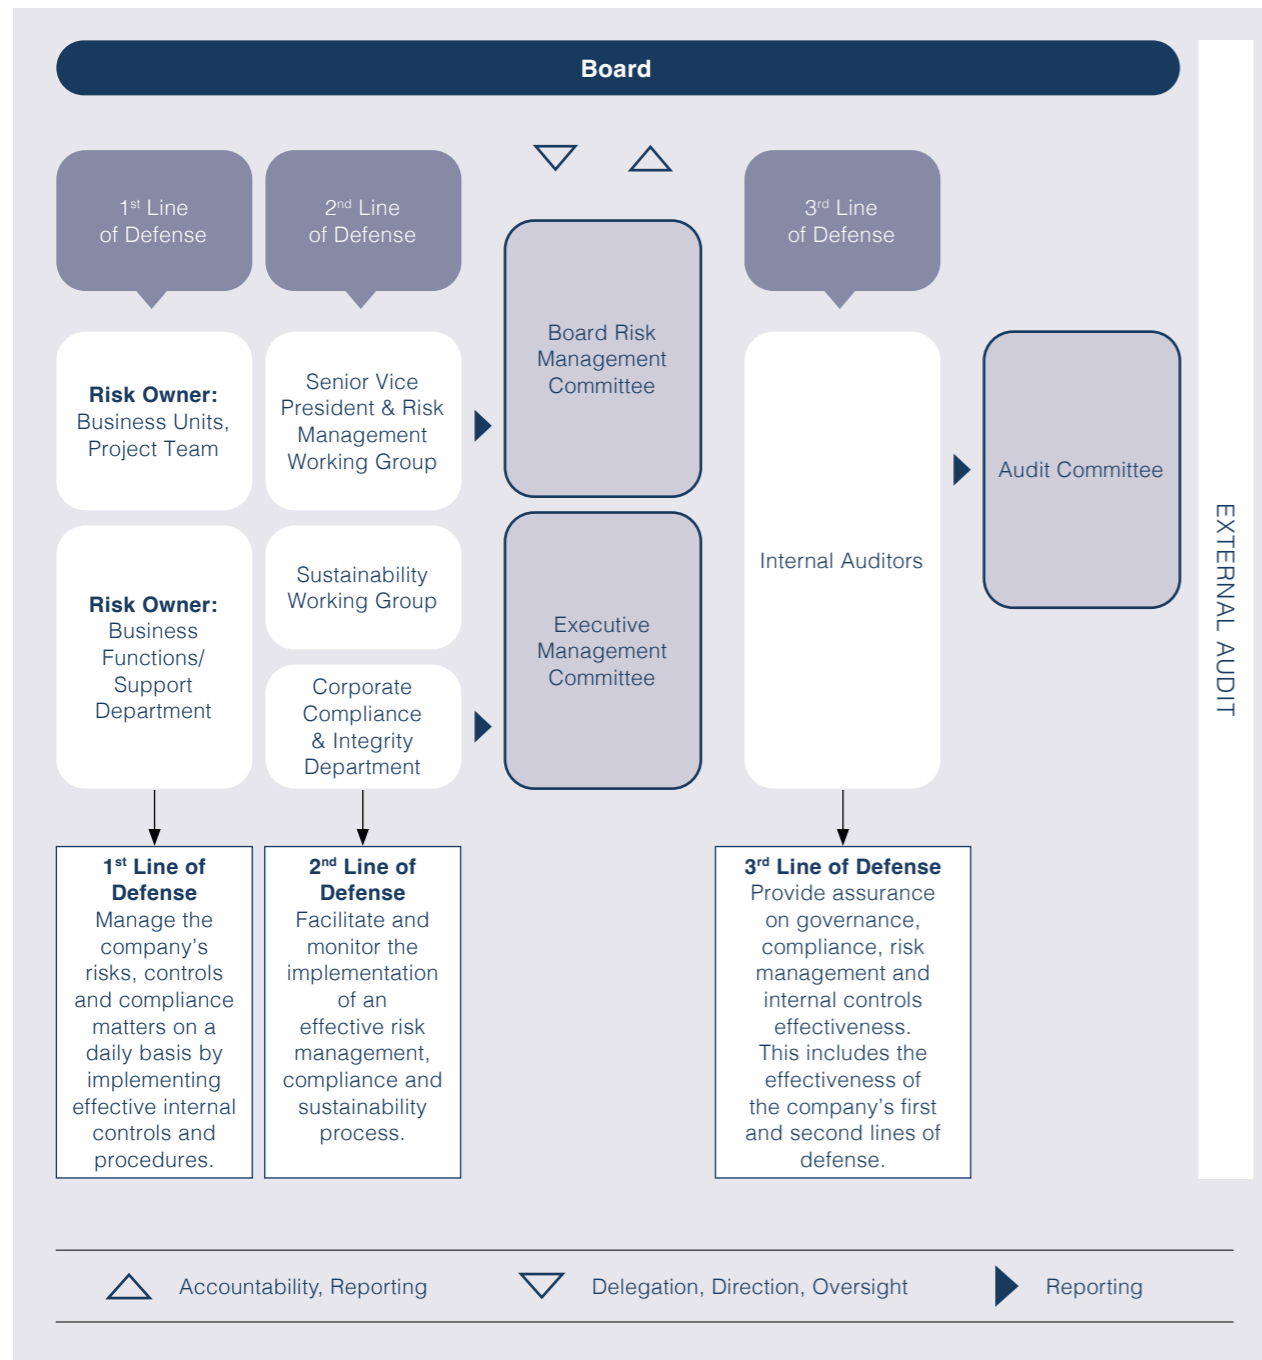 Board
1st Line
of Defense
2nd Line
of Defense
3rd Line
of Defense
Risk Owner:
Business Units,
Project Team
Senior Vice
President & Risk
Management
Working Group
Board Risk
Management
Committee
Audit Committee
Risk Owner:
Business
Functions/
Support
Department
Sustainability
Working Group
Corporate
Compliance
& Integrity
Department
Executive
Management
Committee
Internal Auditors
EXTERNAL AUDIT
1st Line of
Defense
Manage the
company’s
risks, controls
and compliance
matters on a
daily basis by
implementing
effective internal
controls and
procedures.
2nd Line of
Defense
Facilitate and
monitor the
implementation
of an
effective risk
management,
compliance and
sustainability
process.
3rd Line of Defense
Provide assurance
on governance,
compliance, risk
management and
internal controls
effectiveness.
This includes the
effectiveness of
the company’s first
and second lines of
defense.
Accountability, Reporting
Delegation, Direction, Oversight
Reporting